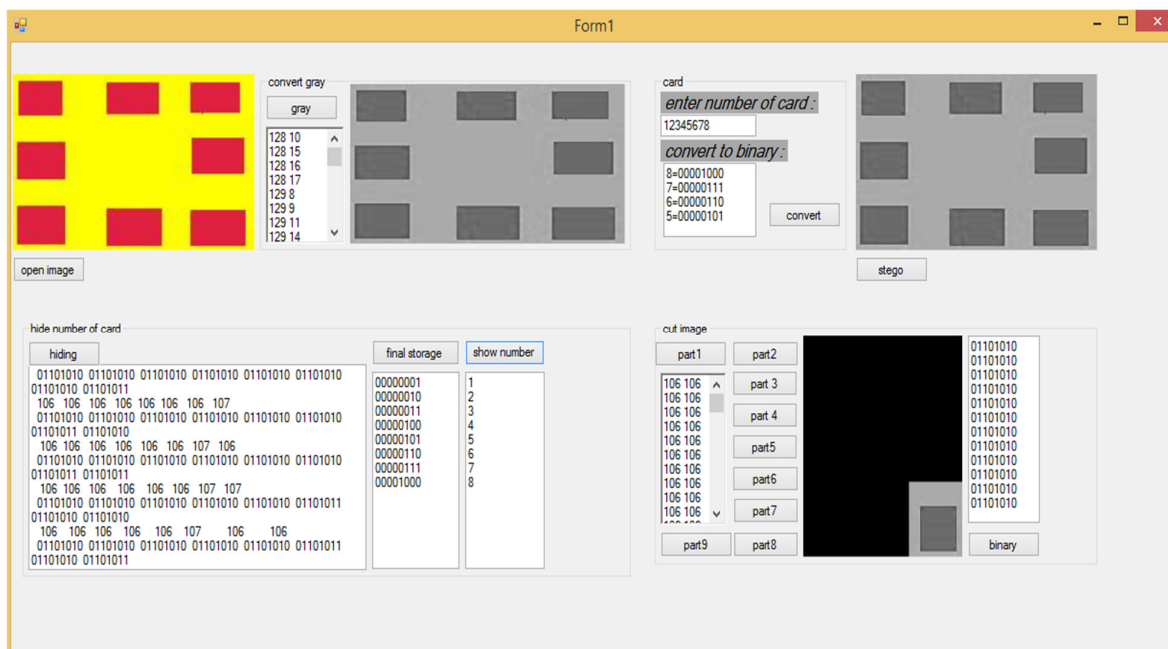 Form1
convert gray
gray
128 10
128 15
128 16
128 17
129 8
129 9
129 11
129 14
open image
card
enter number of card :
12345678
convert to binary :
8=00001000
7=00000111
6=00000110
5=00000101
convert
stego
hide number of card
hiding
01101010 01101010 01101010 01101010 01101010 01101010
01101010 01101011
106 106 106 106 106 106 106 107
01101010 01101010 01101010 01101010 01101010 01101010
01101011 01101010
106 106 106 106 106 106 107 106
01101010 01101010 01101010 01101010 01101010 01101010
01101011 01101011
106 106 106 106 106 106 107 107
01101010 01101010 01101010 01101010 01101010 01101011
01101010 01101010
106 106 106 106 106 107 106 106
01101010 01101010 01101010 01101010 01101010 01101011
01101010 01101011
final storage
00000001
00000010
00000011
00000100
00000101
00000110
00000111
00001000
show number
1
2
3
4
5
6
7
8
cut image
part1
part2
106 106
106 106
106 106
106 106
106 106
106 106
106 106
106 106
106 106
106 106
part 3
part 4
part5
part6
part7
part9
part8
01101010
01101010
01101010
01101010
01101010
01101010
01101010
01101010
01101010
01101010
01101010
01101010
binary